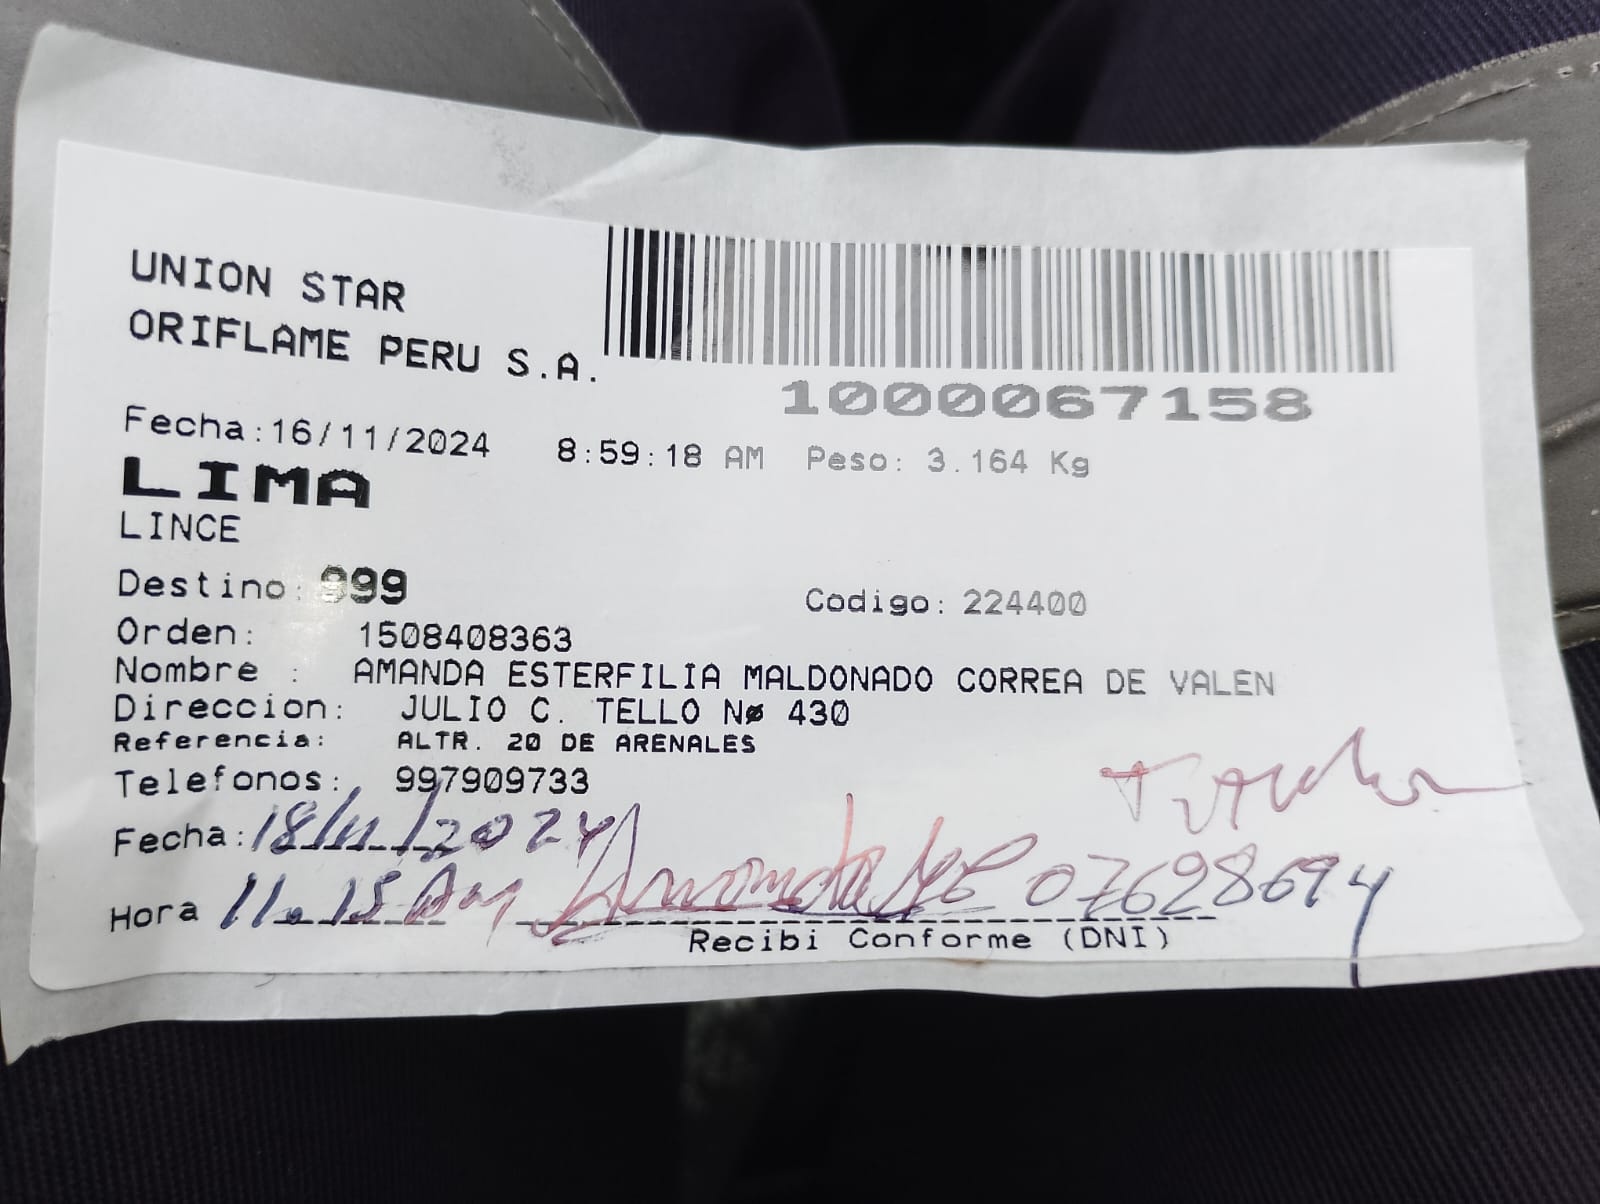 UNION STAR
ORIFLAME PERU S.A.
1000067158
Fecha:16/11/2024 8:59:18 AM Peso: 3.164 Kg
LIMA
LINCE
Destino: 999 Codigo: 224400
Orden: 1508408363
Nombre : AMANDA ESTERFILIA MALDONADO CORREA DE VALEN
Direccion: JULIO C. TELLO Nø 430
Referencia: ALTR. 20 DE ARENALES
Telefonos: 997909733
Fecha: 18/11/2024
Hora 11.15 Am Amanda 07628694
Recibi Conforme (DNI)